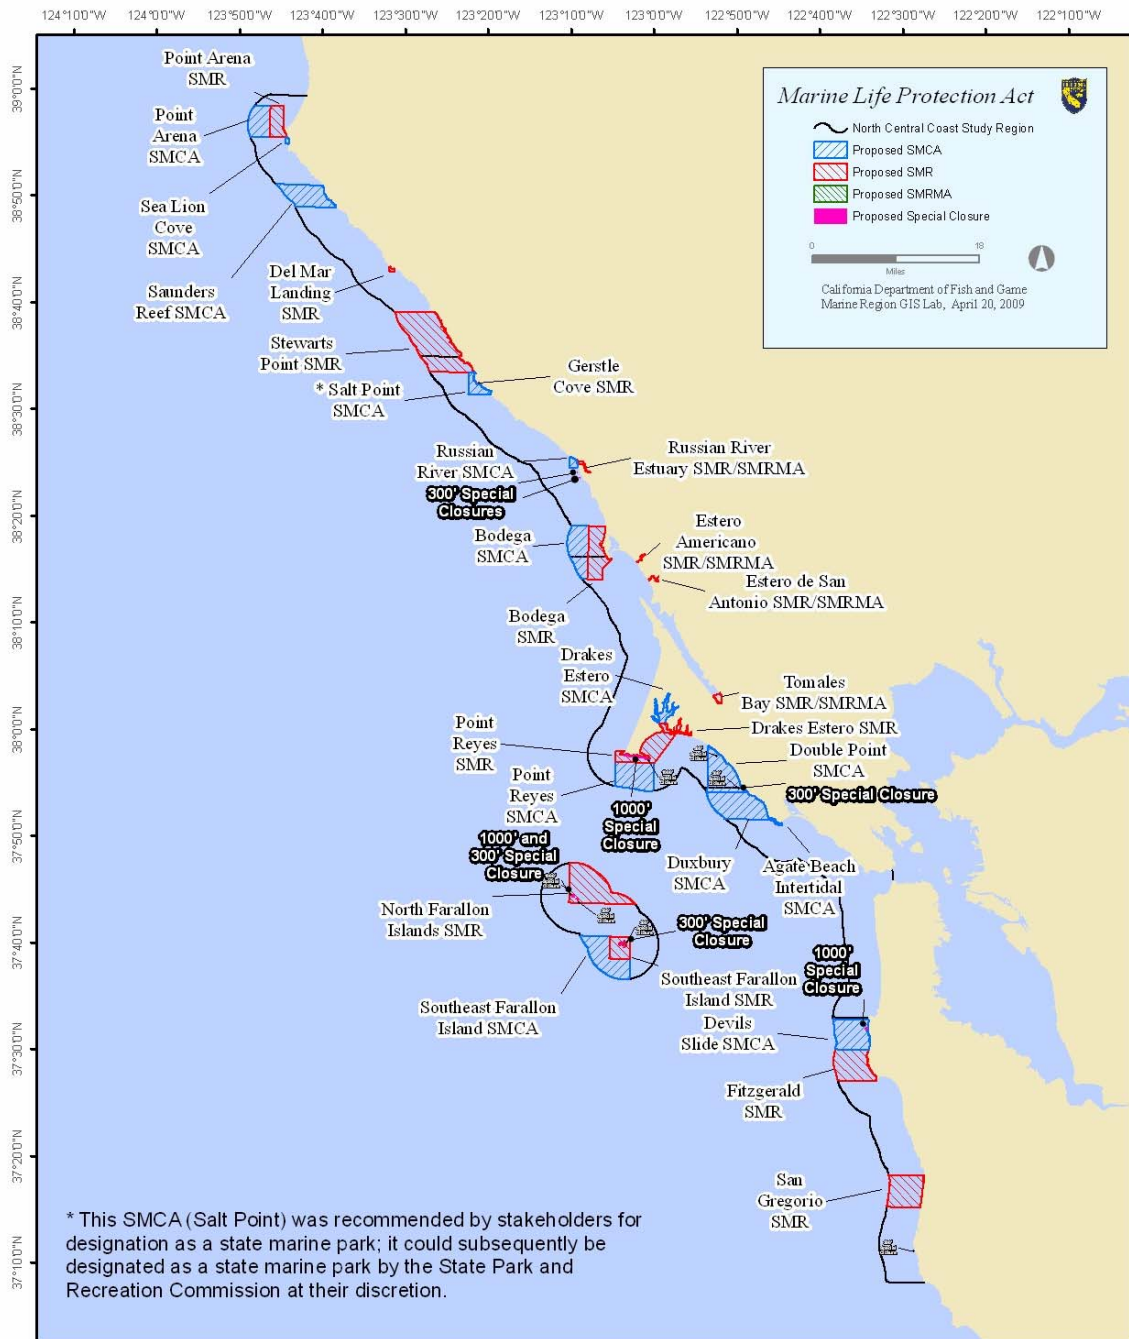 124°0'0"W 123°50'0"W 123°40'0"W 123°30'0"W 123°20'0"W 123°10'0"W 123°0'0"W 122°50'0"W 122°40'0"W 122°30'0"W 122°20'0"W 122°10'0"W
39°0'0"N
38°50'0"N
38°40'0"N
38°30'0"N
38°20'0"N
38°10'0"N
38°0'0"N
37°50'0"N
37°40'0"N
37°30'0"N
37°20'0"N
37°10'0"N
Marine Life Protection Act
North Central Coast Study Region
Proposed SMCA
Proposed SMR
Proposed SMRMA
Proposed Special Closure
0 18
Miles
California Department of Fish and Game
Marine Region GIS Lab, April 20, 2009
Point Arena
SMR
Point
Arena
SMCA
Sea Lion
Cove
SMCA
Saunders
Reef SMCA
Del Mar
Landing
SMR
Stewarts
Point SMR
* Salt Point
SMCA
Gerstle
Cove SMR
Russian
River SMCA
Russian River
Estuary SMR/SMRMA
300' Special
Closures
Bodega
SMCA
Estero
Americano
SMR/SMRMA
Estero de San
Antonio SMR/SMRMA
Bodega
SMR
Drakes
Estero
SMCA
Tomales
Bay SMR/SMRMA
Drakes Estero SMR
Point
Reyes
SMR
Double Point
SMCA
Point
Reyes
SMCA
300' Special Closure
1000'
Special
Closure
1000' and
300' Special
Closure
Duxbury
SMCA
Agate Beach
Intertidal
SMCA
North Farallon
Islands SMR
300' Special
Closure
1000'
Special
Closure
Southeast Farallon
Island SMR
Southeast Farallon
Island SMCA
Devils
Slide SMCA
Fitzgerald
SMR
San
Gregorio
SMR
* This SMCA (Salt Point) was recommended by stakeholders for
designation as a state marine park; it could subsequently be
designated as a state marine park by the State Park and
Recreation Commission at their discretion.